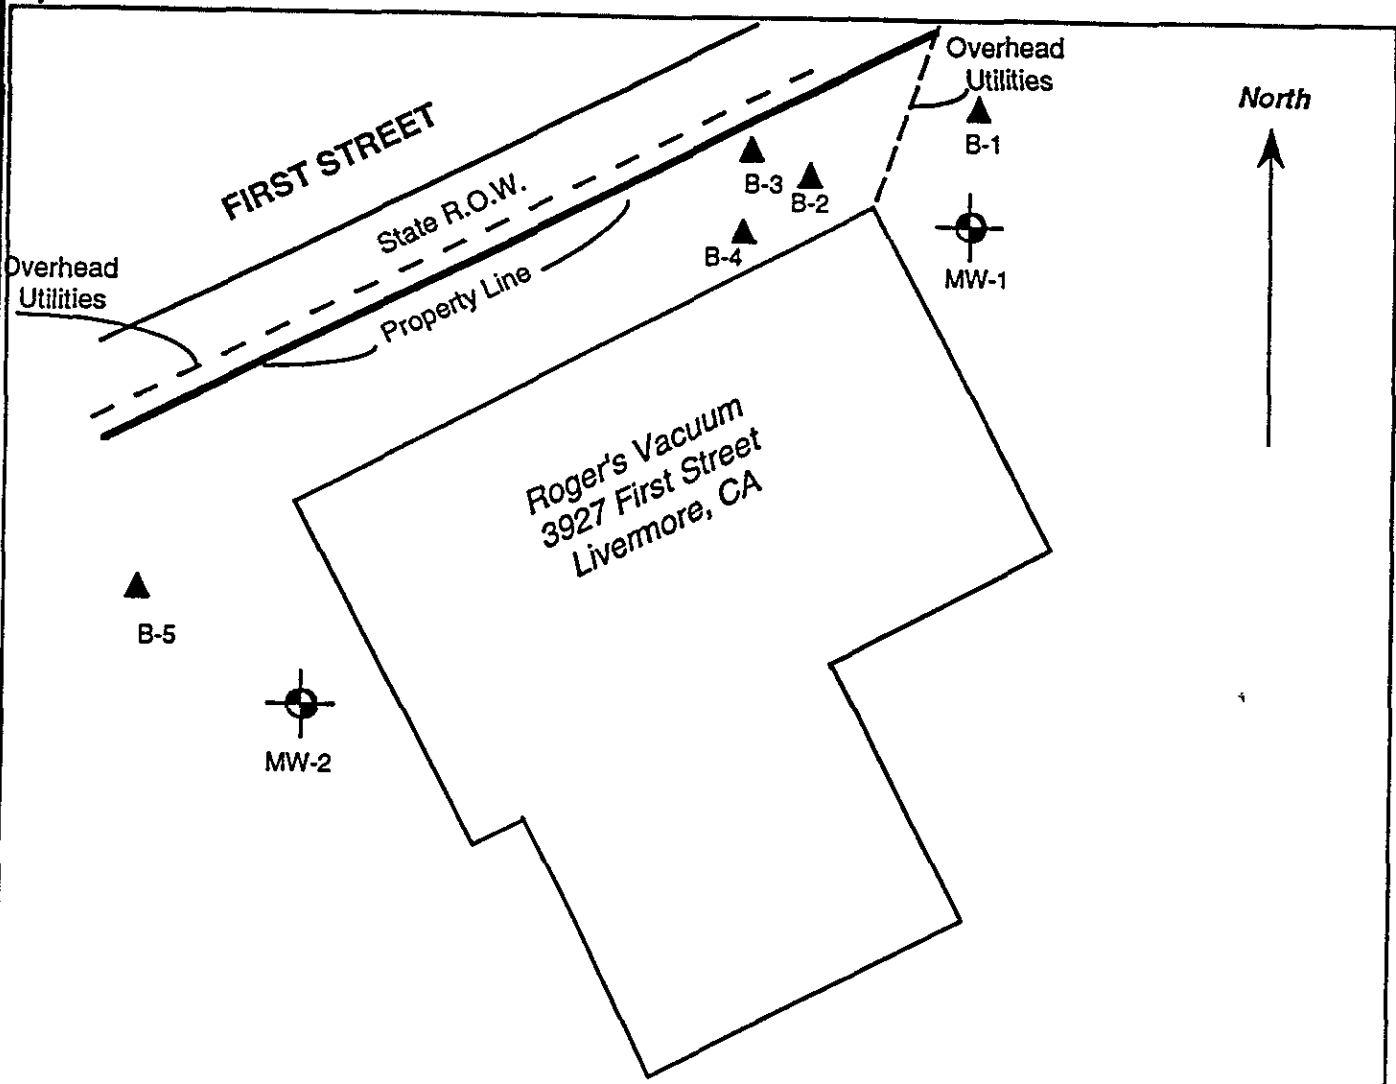 Overhead
Utilities
North
FIRST STREET
B-1
B-3
B-2
State R.O.W.
B-4
Overhead
Utilities
MW-1
Property Line
Roger's Vacuum
3927 First Street
Livermore, CA
B-5
MW-2